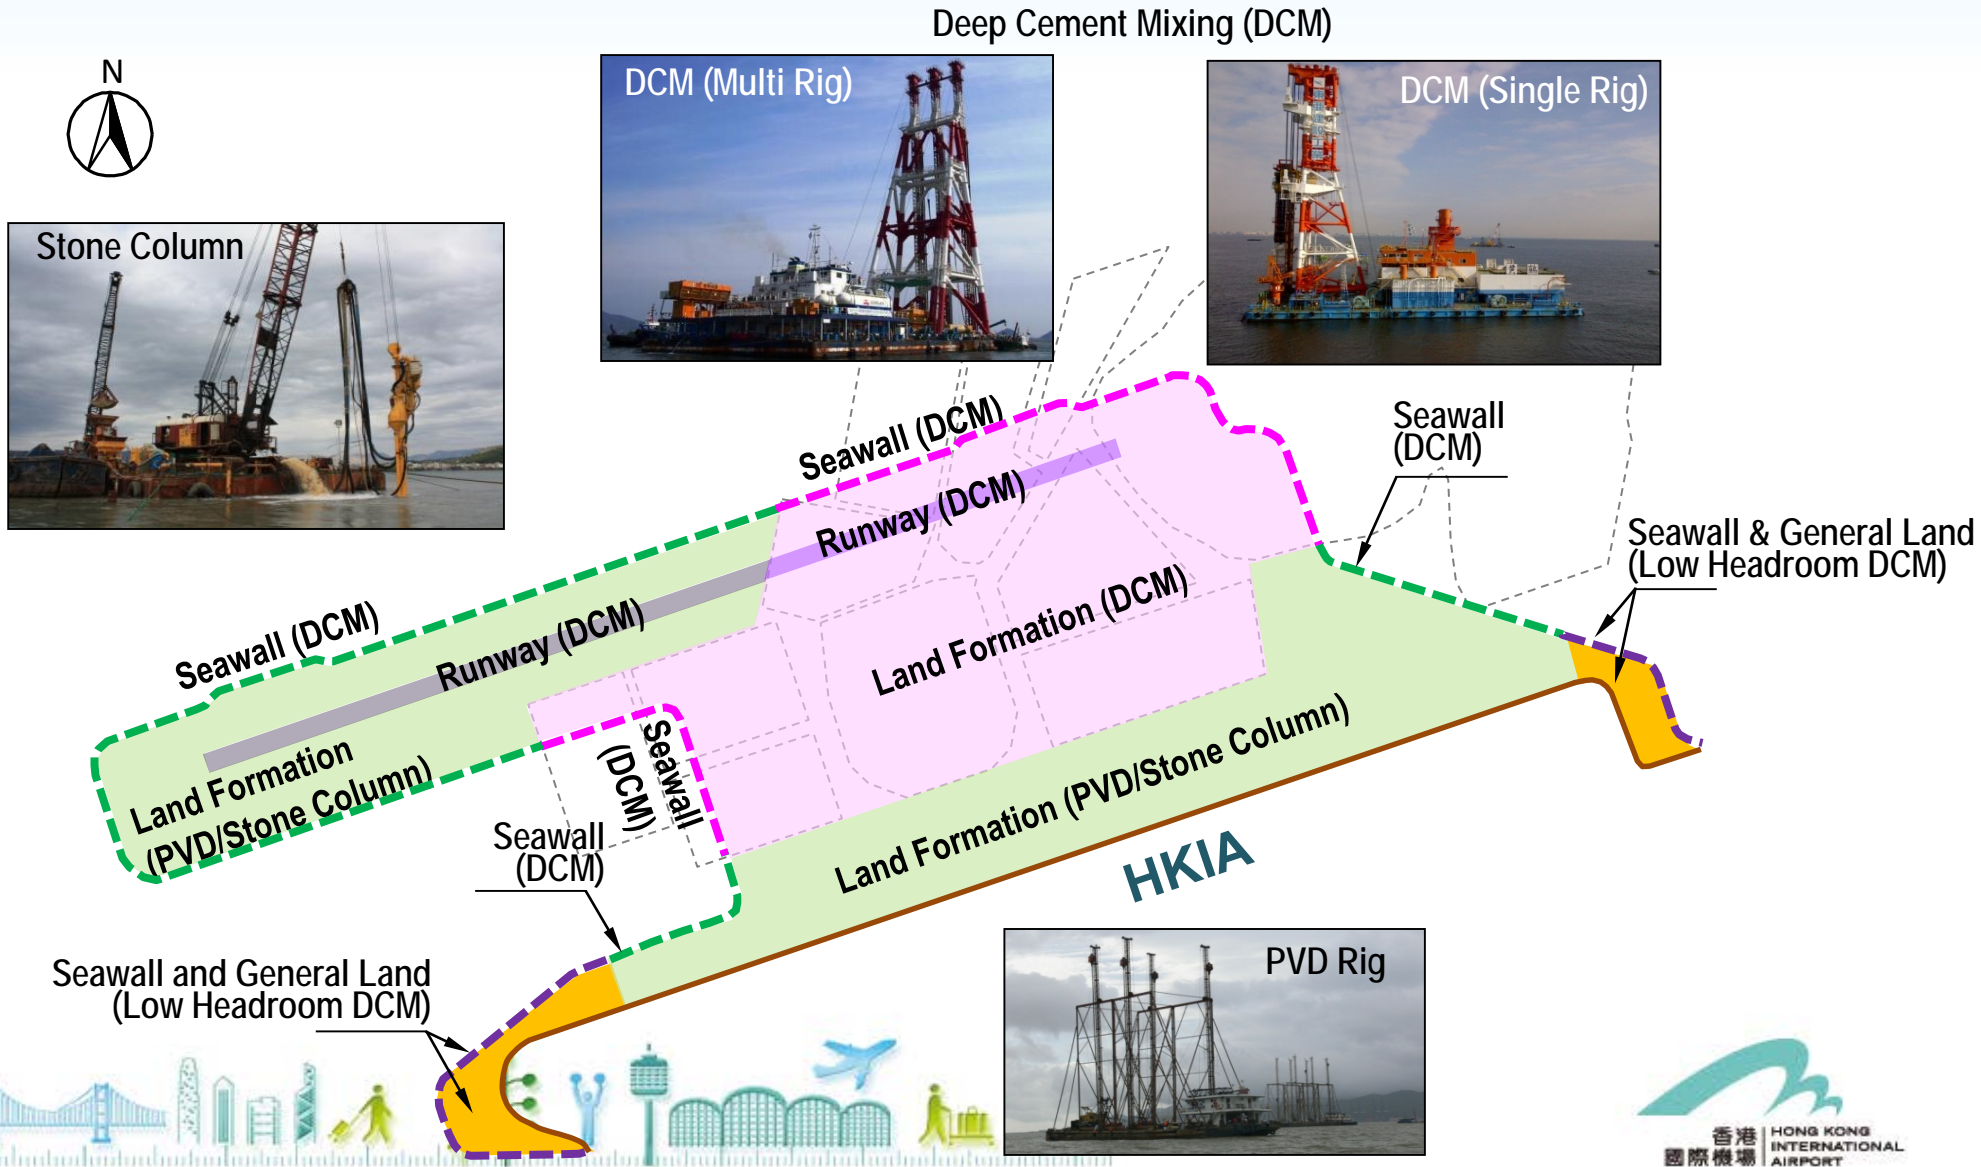 Deep Cement Mixing (DCM)
N
DCM (Multi Rig)
DCM (Single Rig)
Stone Column
Seawall (DCM)
Seawall
(DCM)
Runway (DCM)
Seawall & General Land
(Low Headroom DCM)
Seawall (DCM)
Runway (DCM)
Land Formation (DCM)
Land Formation
(PVD/Stone Column)
Seawall
(DCM)
Land Formation (PVD/Stone Column)
Seawall
(DCM)
HKIA
Seawall and General Land
(Low Headroom DCM)
PVD Rig
香港
國際機場
HONG KONG
INTERNATIONAL
AIRPORT